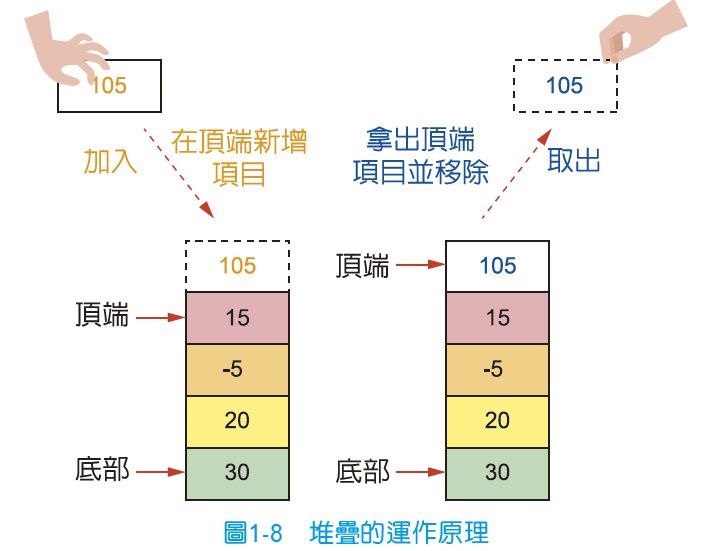 105
加入
在頂端新增
項目
105
頂端
15
-5
20
底部
30
105
拿出頂端
項目並移除
取出
頂端
105
15
-5
20
底部
30
圖1-8 堆疊的運作原理